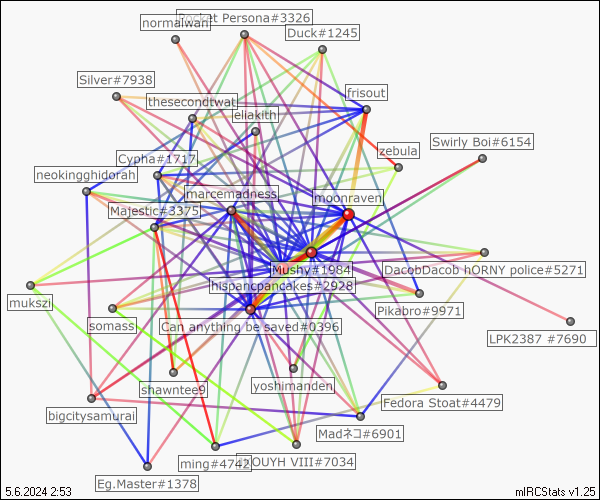 normalwan
Pocket Persona#3326
Duck#1245
Silver#7938
frisout
thesecondtwat
eliakith
Swirly Boi#6154
zebula
Cypha#1717
neokingghidorah
marcemadness
moonraven
Majestic#3375
Mushy#1984
DacobDacob hORNY police#5271
hispancpancakes#2928
mukszi
somass
Pikabro#9971
Can anything be saved#0396
LPK2387 #7690
shawntee9
yoshimanden
Fedora Stoat#4479
bigcitysamurai
Madネコ#6901
ming#4742
OUYH VIII#7034
Eg.Master#1378
5.6.2024 2:53
mIRCStats v1.25